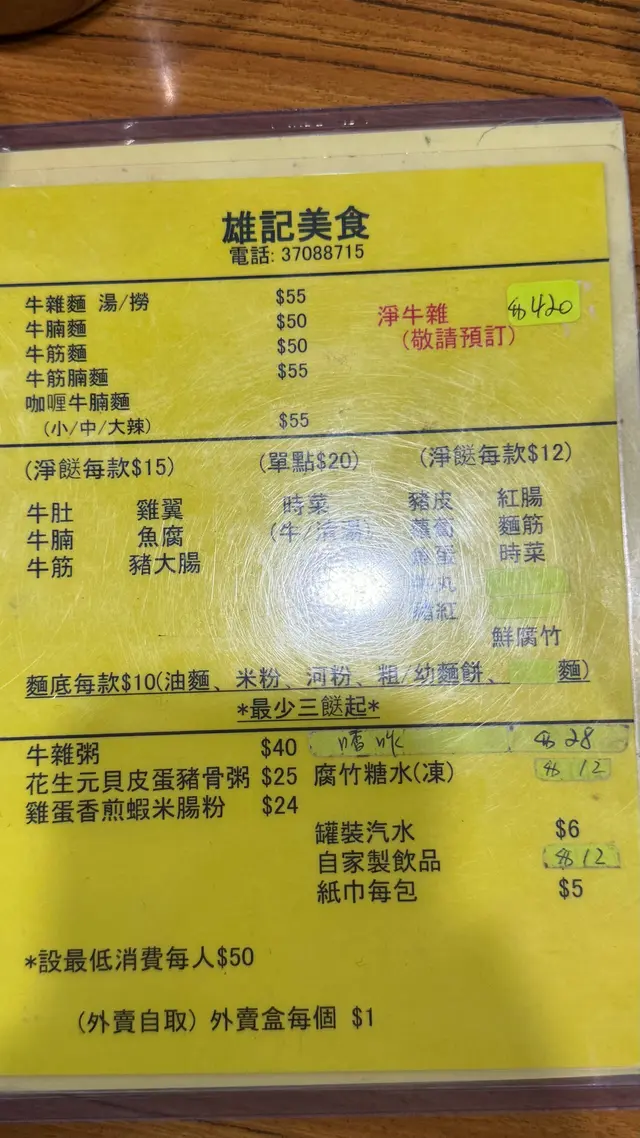 雄記美食
電話: 37088715
牛雜麵 湯/撈 $55
牛腩麵 $50
牛筋麵 $50
牛筋腩麵 $55
咖喱牛腩麵
(小/中/大辣) $55
淨牛雜 $420
(敬請預訂)
(淨餸每款$15) (單點$20) (淨餸每款$12)
牛肚 雞翼 時菜 豬皮 紅腸
牛腩 魚腐 (牛/清湯) 蘿蔔 麵筋
牛筋 豬大腸 魚蛋 時菜
丸
豬紅
鮮腐竹
麵底每款$10(油麵、米粉、河粉、粗/幼麵餅、 麵)
*最少三餸起*
牛雜粥 $40 $28
花生元貝皮蛋豬骨粥 $25 腐竹糖水(凍) $12
雞蛋香煎蝦米腸粉 $24
罐裝汽水 $6
自家製飲品 $12
紙巾每包 $5
*設最低消費每人$50
(外賣自取) 外賣盒每個 $1